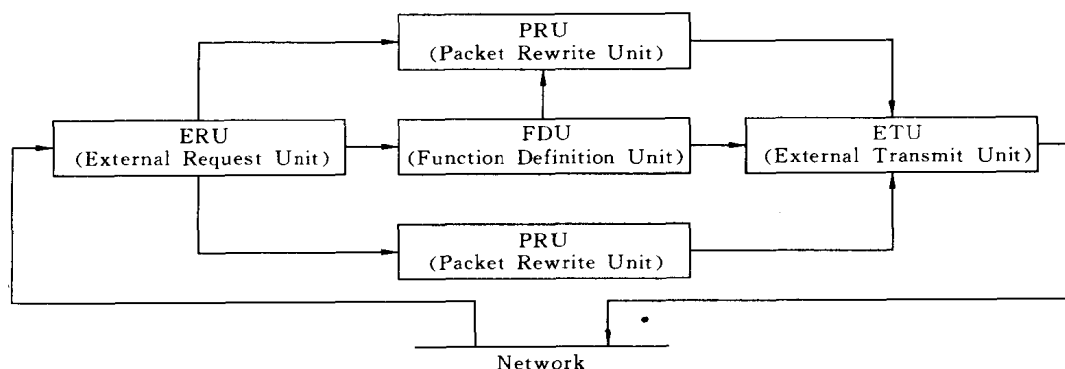 PRU
(Packet Rewrite Unit)
ERU
(External Request Unit)
FDU
(Function Definition Unit)
ETU
(External Transmit Unit)
PRU
(Packet Rewrite Unit)
Network